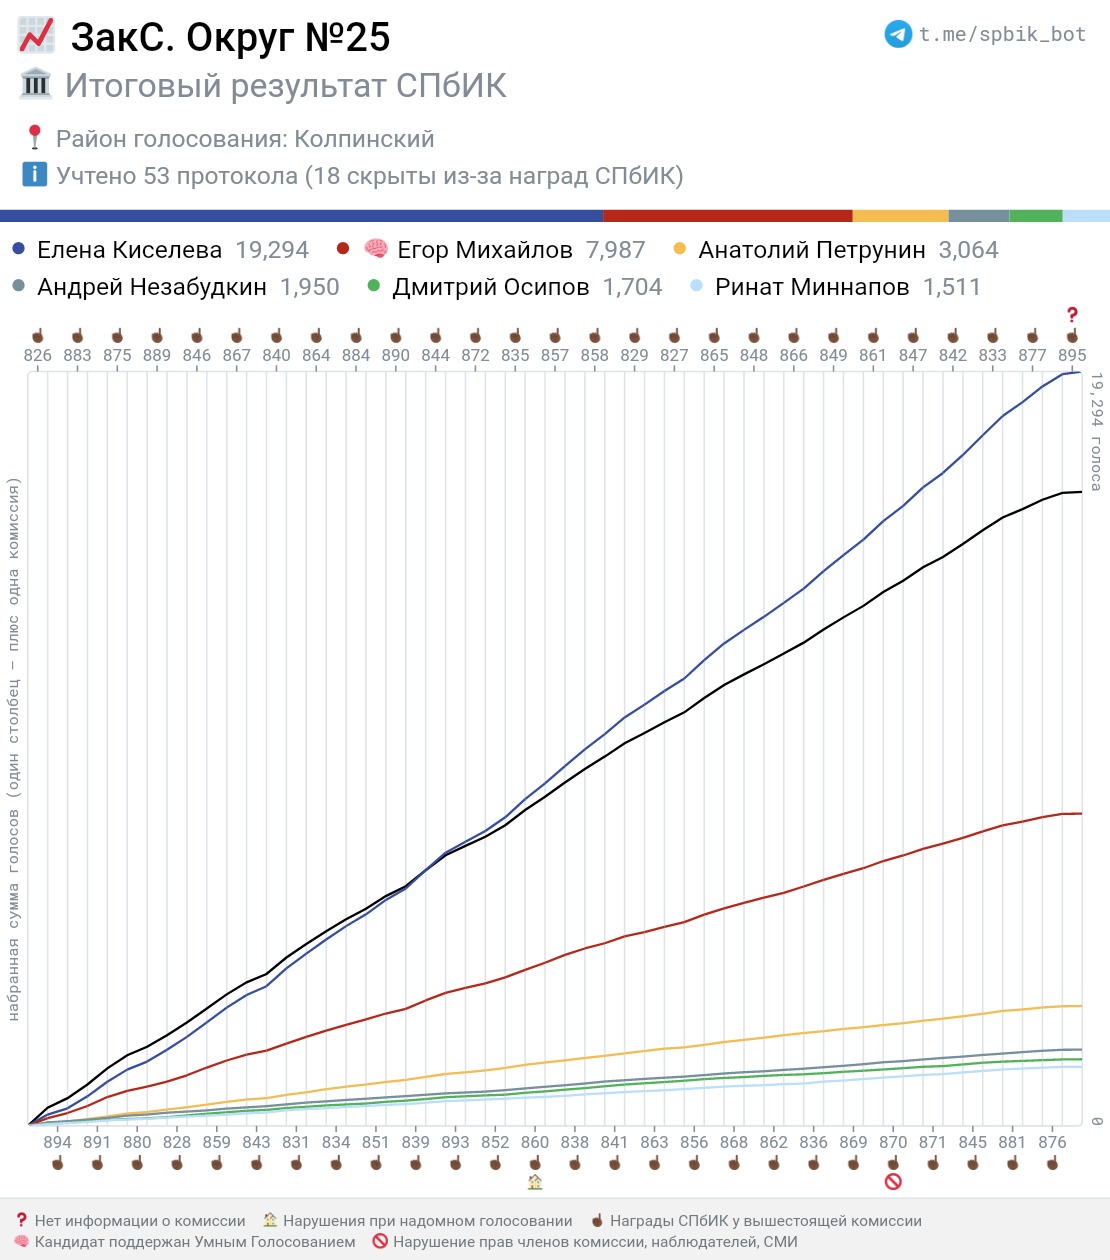 ЗакС. Округ №25
t.me/spbik_bot
Итоговый результат СПбИК
Район голосования: Колпинский
Учтено 53 протокола (18 скрыты из-за наград СПбИК)
Елена Киселева 19,294 Егор Михайлов 7,987 Анатолий Петрунин 3,064
Андрей Незабудкин 1,950 Дмитрий Осипов 1,704 Ринат Миннапов 1,511
826 883 875 889 846 867 840 864 884 890 844 872 835 857 858 829 827 865 848 866 849 861 847 842 833 877 895
19,294 голоса
набранная сумма голосов (один столбец – плюс одна комиссия)
0
894 891 880 828 859 843 831 834 851 839 893 852 860 838 841 863 856 868 862 836 869 870 871 845 881 876
Нет информации о комиссии Нарушения при надомном голосовании Награды СПбИК у вышестоящей комиссии
Кандидат поддержан Умным Голосованием Нарушение прав членов комиссии, наблюдателей, СМИ